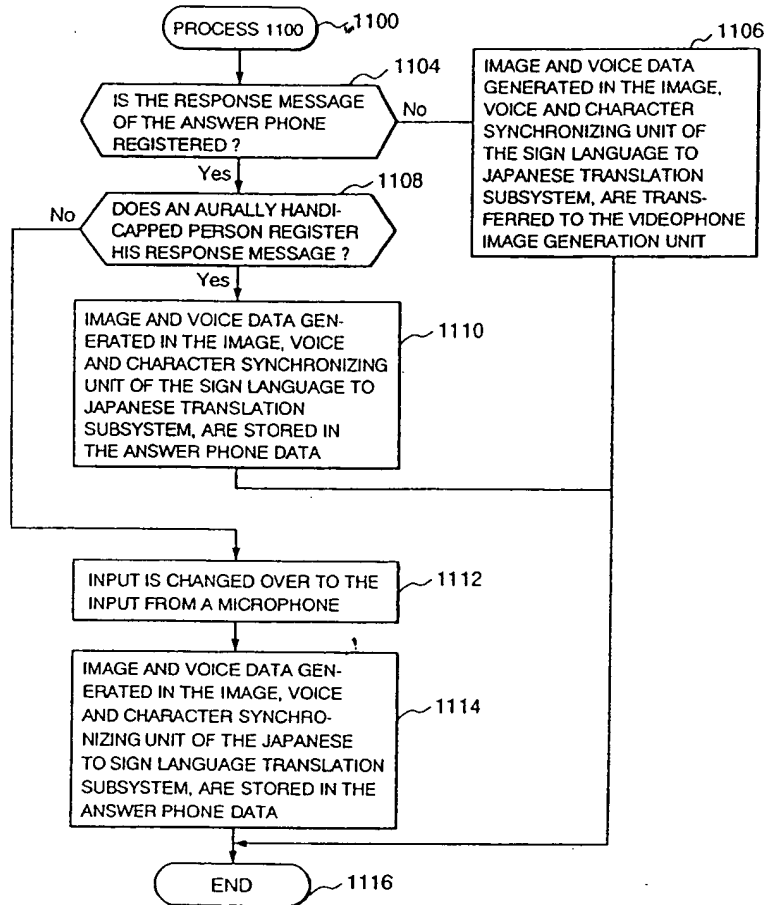 PROCESS 1100
1100
1104
IS THE RESPONSE MESSAGE
OF THE ANSWER PHONE
REGISTERED ?
No
Yes
1106
IMAGE AND VOICE DATA
GENERATED IN THE IMAGE,
VOICE AND CHARACTER
SYNCHRONIZING UNIT OF
THE SIGN LANGUAGE TO
JAPANESE TRANSLATION
SUBSYSTEM, ARE TRANS-
FERRED TO THE VIDEOPHONE
IMAGE GENERATION UNIT
1108
No
DOES AN AURALLY HANDI-
CAPPED PERSON REGISTER
HIS RESPONSE MESSAGE ?
Yes
1110
IMAGE AND VOICE DATA GEN-
ERATED IN THE IMAGE, VOICE
AND CHARACTER SYNCHRONIZING
UNIT OF THE SIGN LANGUAGE TO
JAPANESE TRANSLATION
SUBSYSTEM, ARE STORED IN
THE ANSWER PHONE DATA
INPUT IS CHANGED OVER TO THE
INPUT FROM A MICROPHONE
1112
IMAGE AND VOICE DATA GEN-
ERATED IN THE IMAGE, VOICE
AND CHARACTER SYNCHRO-
NIZING UNIT OF THE JAPANESE
TO SIGN LANGUAGE TRANSLATION
SUBSYSTEM, ARE STORED IN THE
ANSWER PHONE DATA
1114
END
1116